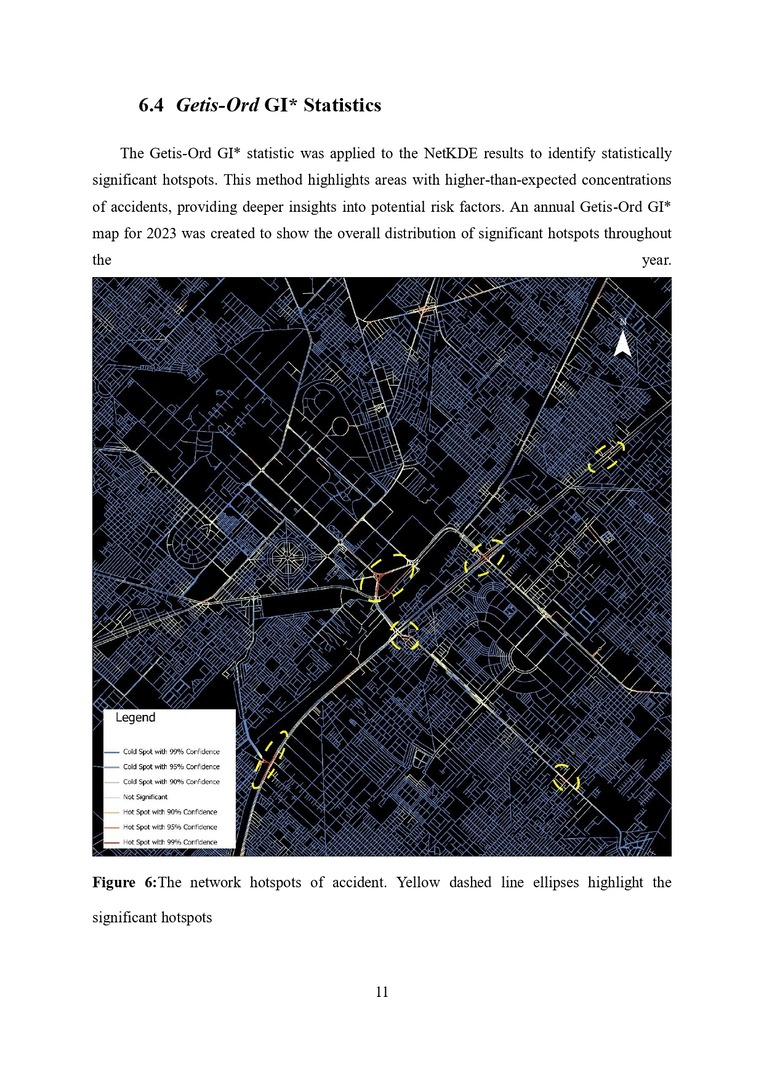 6.4 Getis-Ord GI* Statistics
The Getis-Ord GI* statistic was applied to the NetKDE results to identify statistically
significant hotspots. This method highlights areas with higher-than-expected concentrations
of accidents, providing deeper insights into potential risk factors. An annual Getis-Ord GI*
map for 2023 was created to show the overall distribution of significant hotspots throughout
the year.
N
Legend
Cold Spot with 99% Confidence
Cold Spot with 95% Confidence
Cold Spot with 90% Confidence
Not Significant
Hot Spot with 90% Confidence
Hot Spot with 95% Confidence
Hot Spot with 99% Confidence
Figure 6:The network hotspots of accident. Yellow dashed line ellipses highlight the
significant hotspots
11